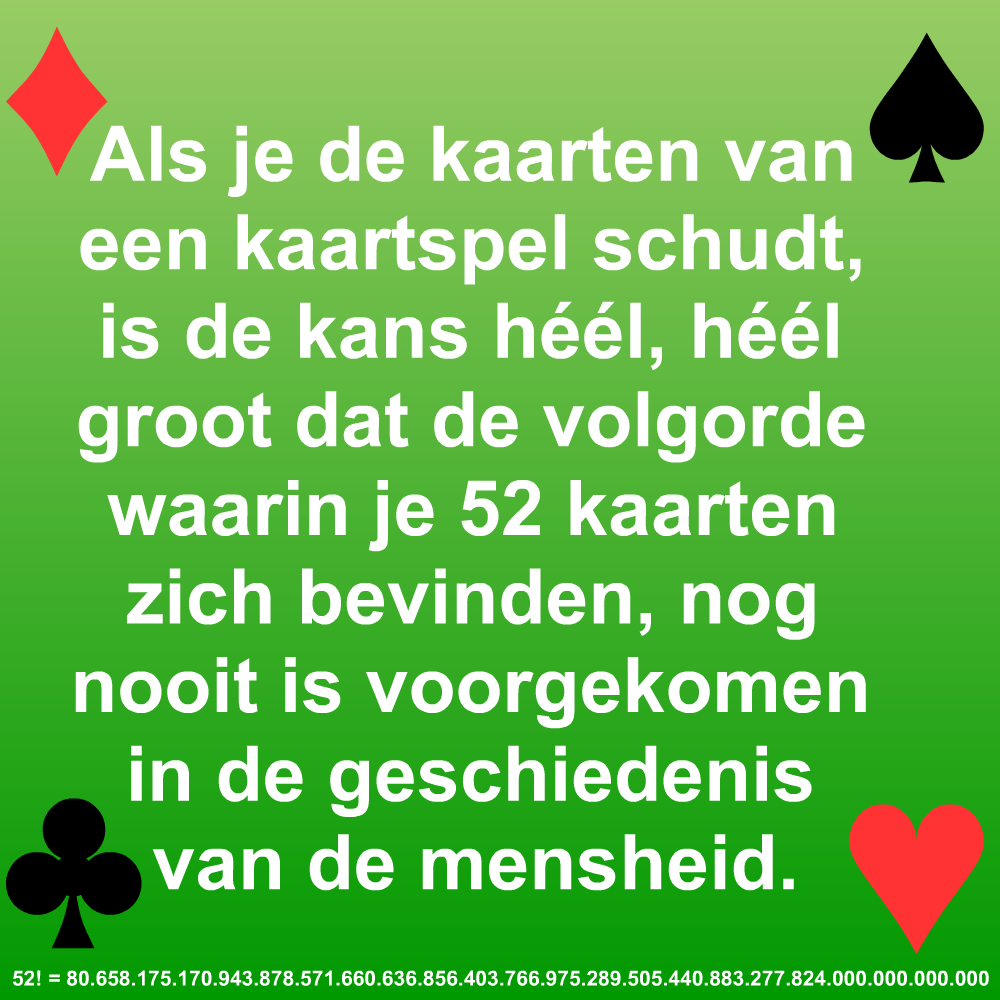 Als je de kaarten van
een kaartspel schudt,
is de kans héél, héél
groot dat de volgorde
waarin je 52 kaarten
zich bevinden, nog
nooit is voorgekomen
in de geschiedenis
van de mensheid.
52! = 80.658.175.170.943.878.571.660.636.856.403.766.975.289.505.440.883.277.824.000.000.000.000